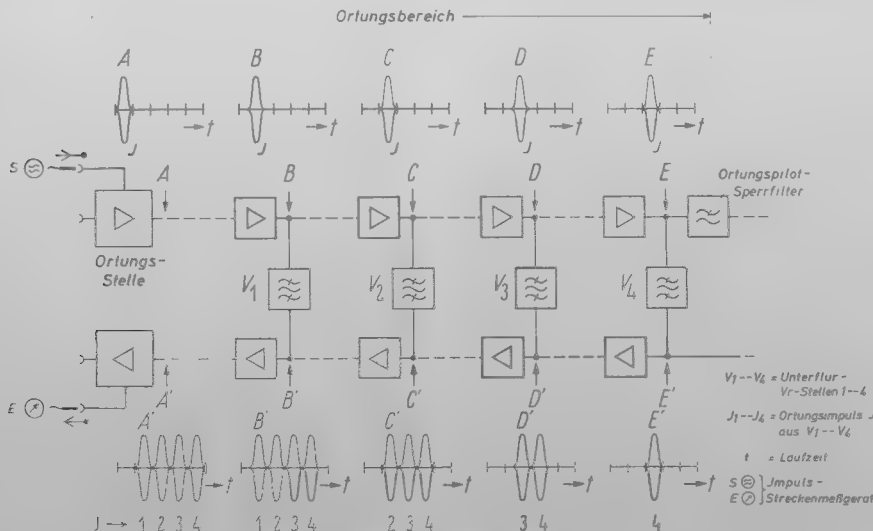 Ortungsbereich
A B C D E
t t t t t
J J J J J
S
A B C D E
Ortungspilot-
Sperrfilter
Ortungs-
Stelle
V1 V2 V3 V4
E
A' B' C' D' E'
V1--V4 = Unterflur-
Vr-Stellen 1--4
J1--J4 = Ortungsimpuls J
aus V1--V4
t = Laufzeit
S } Jmpuls-
E } Streckenmeßgerät
A' B' C' D' E'
t t t t t
J → 1 2 3 4 1 2 3 4 2 3 4 3 4 4